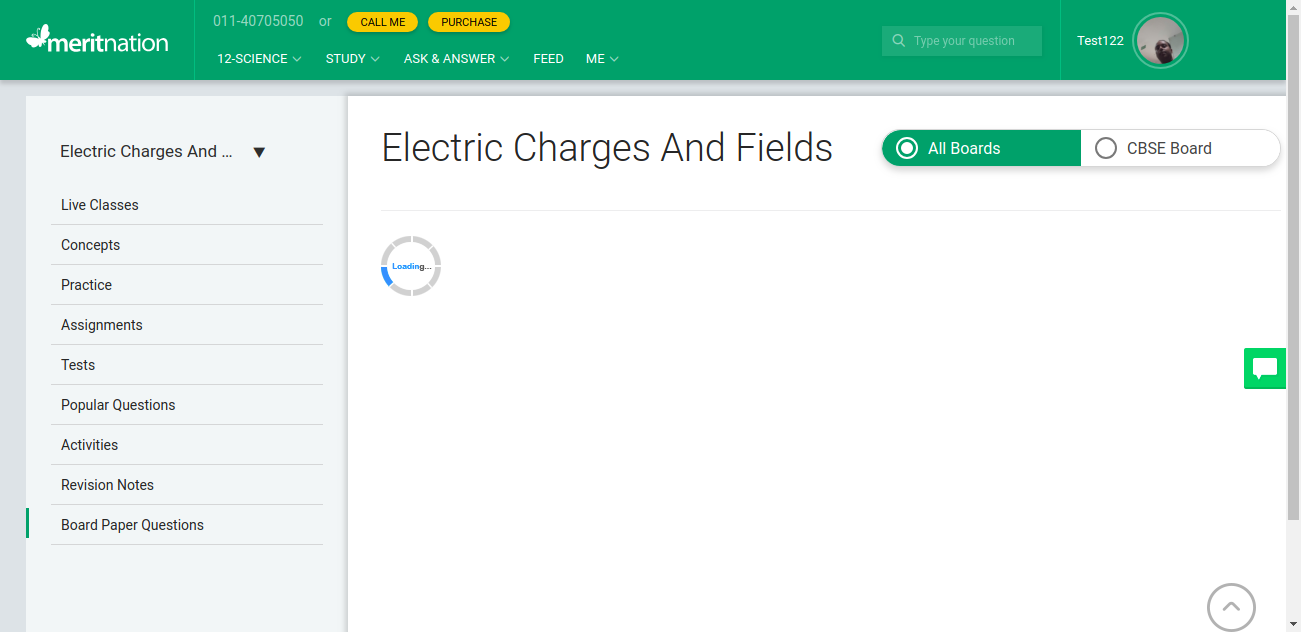 meritnation
011-40705050 or CALL ME PURCHASE
12-SCIENCE STUDY ASK & ANSWER FEED ME
Type your question
Test122
Electric Charges And ...
Live Classes
Concepts
Practice
Assignments
Tests
Popular Questions
Activities
Revision Notes
Board Paper Questions
Electric Charges And Fields
All Boards CBSE Board
Loading...